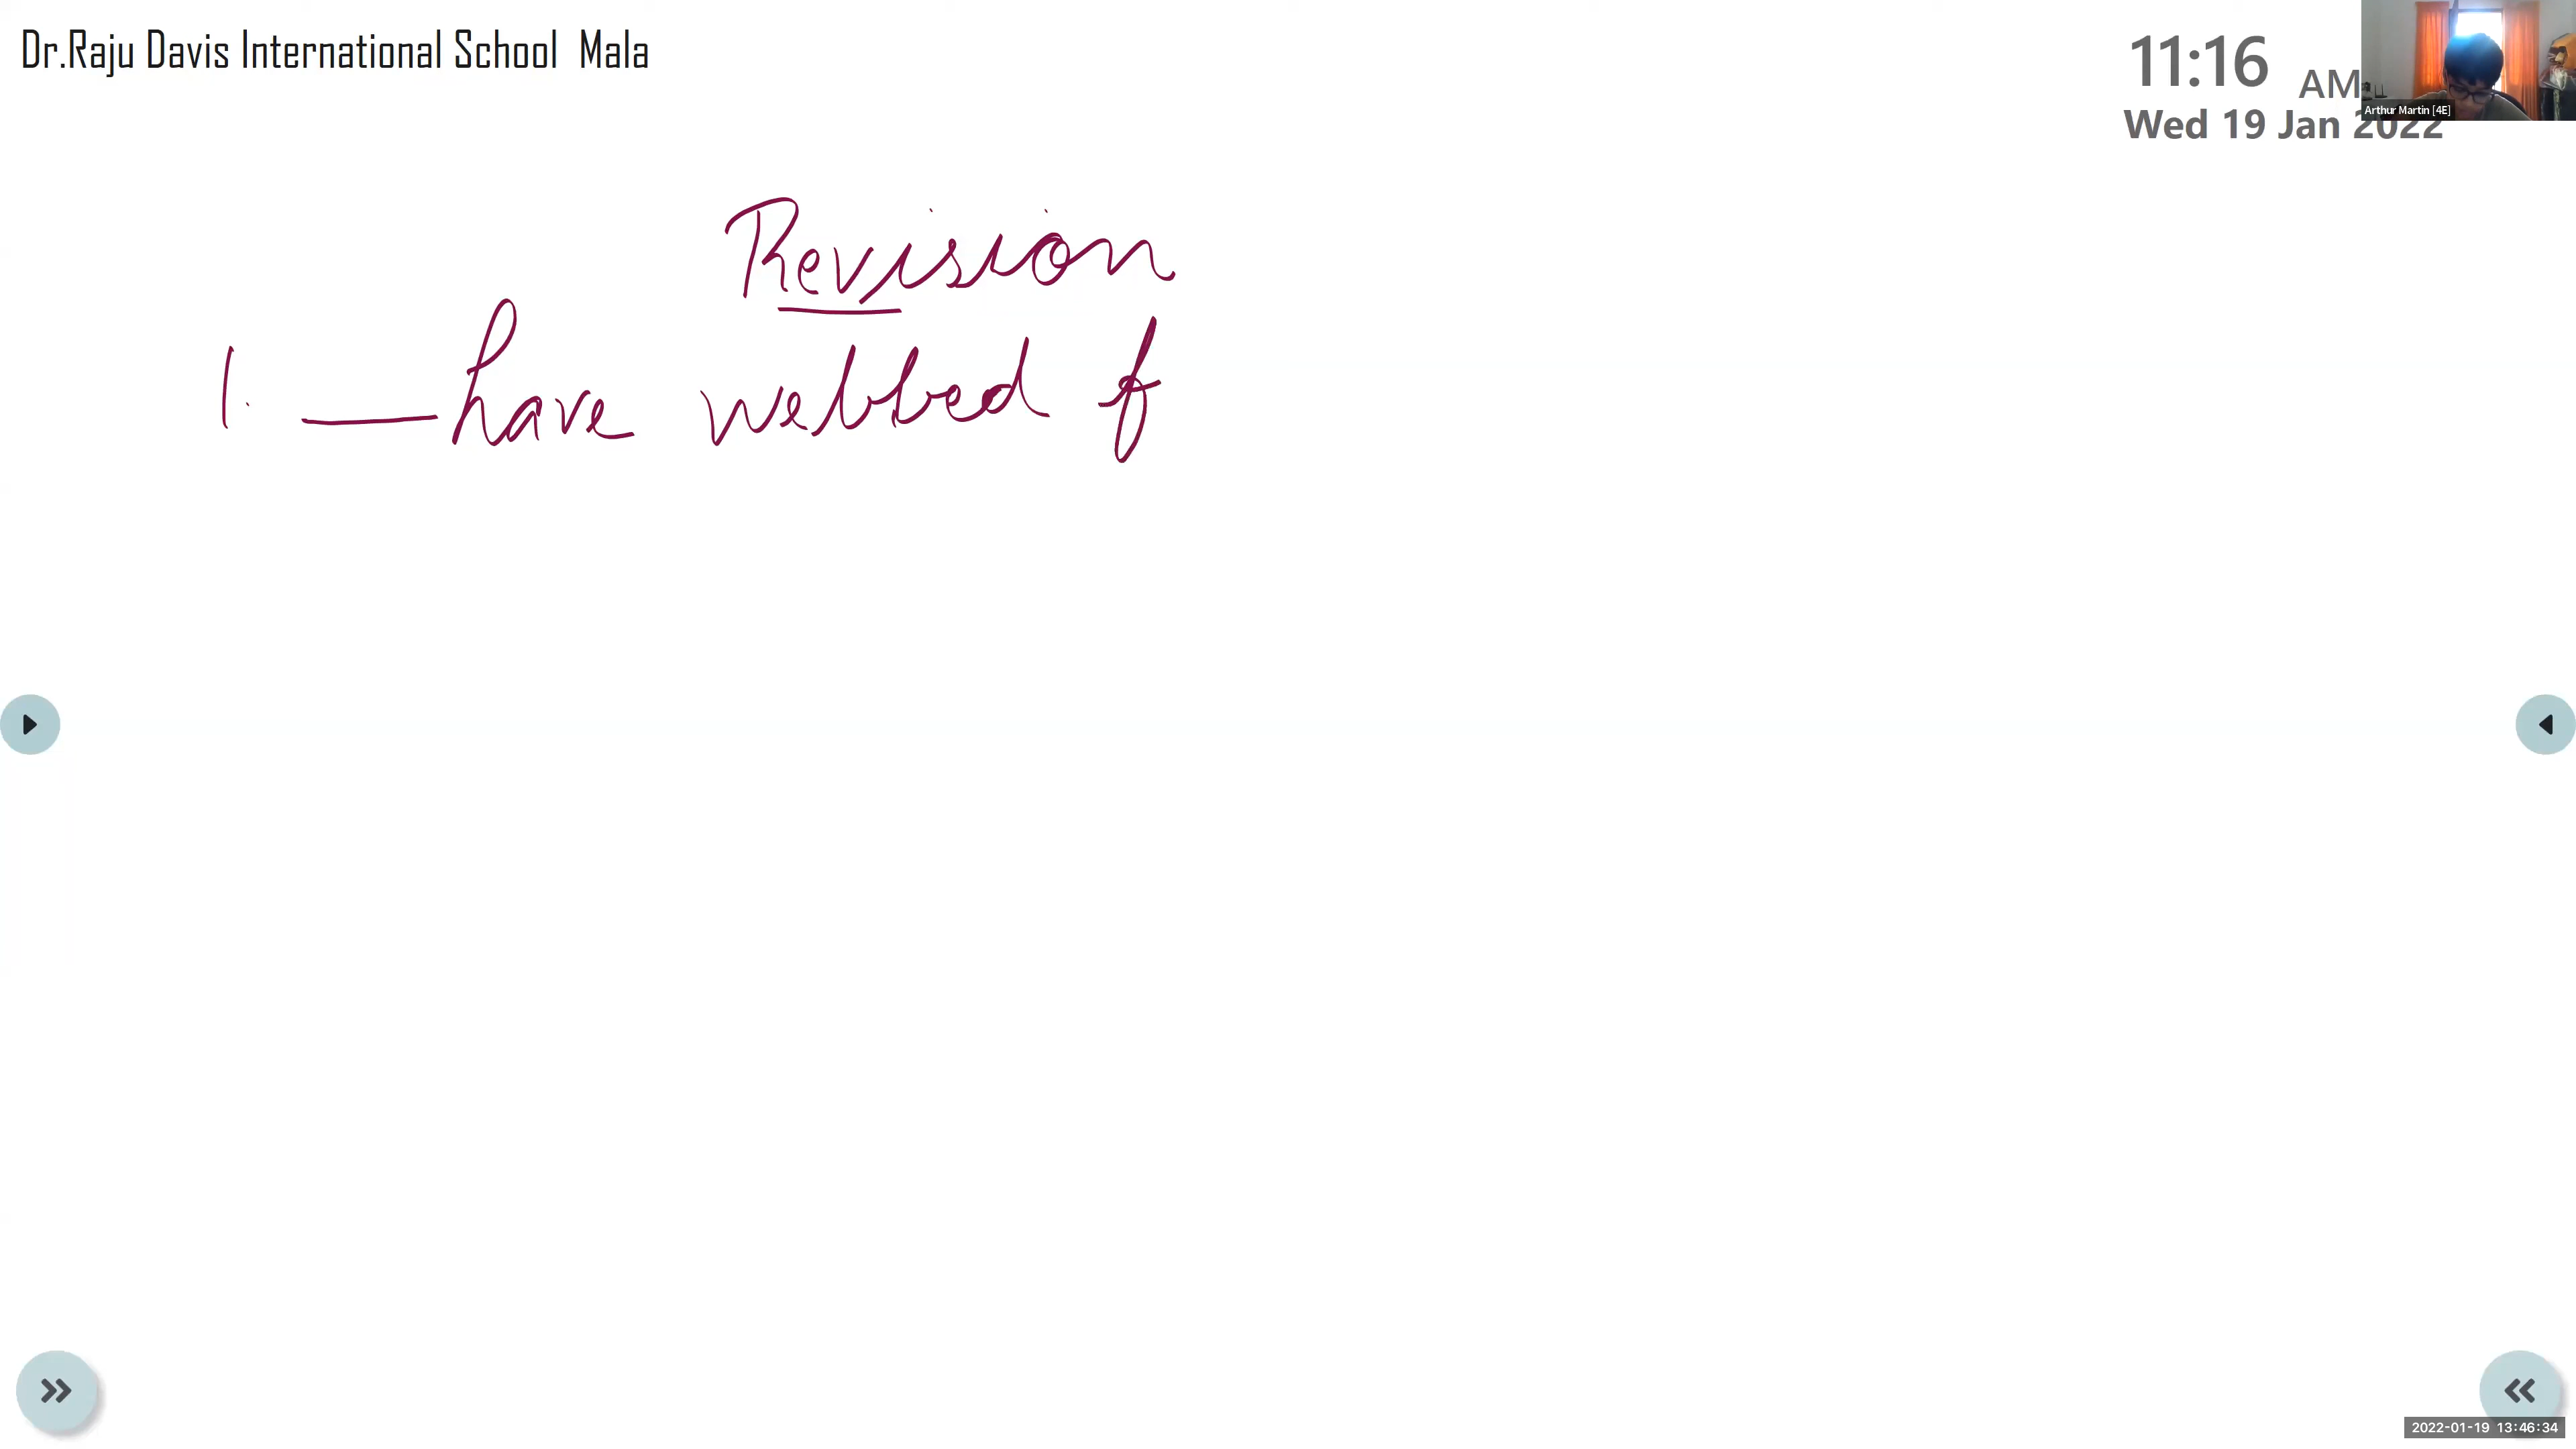 Dr.Raju Davis International School Mala
11:16 AM
Arthur Martin [4E]
Wed 19 Jan 2022
Revision
1. ___ have webbed f
2022-01-19 13:46:34